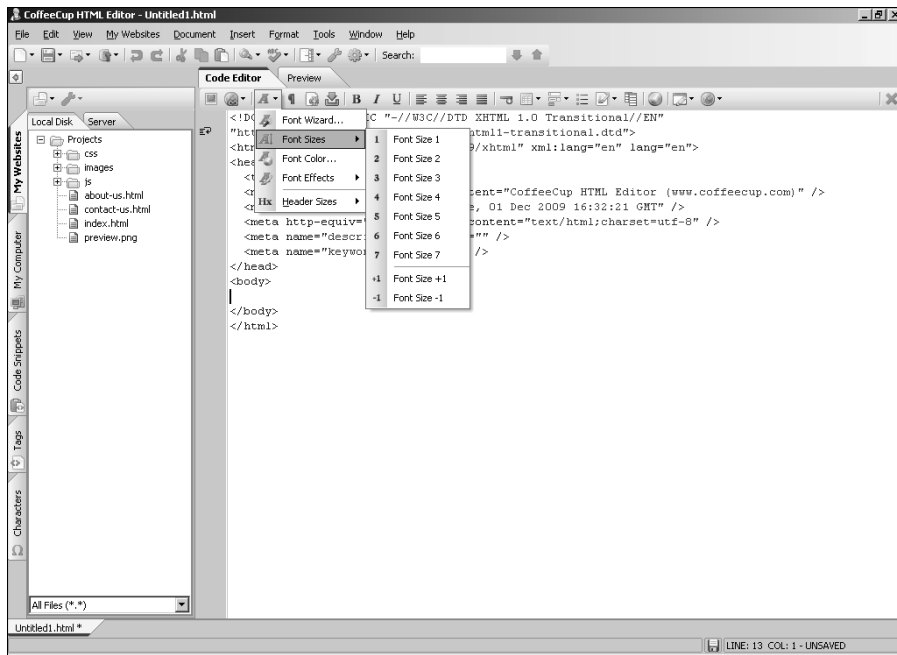 CoffeeCup HTML Editor - Untitled1.html
File Edit View My Websites Document Insert Format Tools Window Help
Search:
Code Editor Preview
B I U
Local Disk Server
Projects
css
images
js
about-us.html
contact-us.html
index.html
preview.png
My Websites
My Computer
Code Snippets
Tags
Characters
Font Wizard...
Font Sizes
Font Color...
Font Effects
Hx Header Sizes
1 Font Size 1
2 Font Size 2
3 Font Size 3
4 Font Size 4
5 Font Size 5
6 Font Size 6
7 Font Size 7
+1 Font Size +1
-1 Font Size -1
<!DO C "-//W3C//DTD XHTML 1.0 Transitional//EN"
"htt html1-transitional.dtd">
<htm 9/xhtml" xml:lang="en" lang="en">
<hea
<t
<m tent="CoffeeCup HTML Editor (www.coffeecup.com)" />
<m e, 01 Dec 2009 16:32:21 GMT" />
<meta http-equiv=" content="text/html;charset=utf-8" />
<meta name="descri ="" />
<meta name="keywor />
</head>
<body>
</body>
</html>
All Files (*.*)
Untitled1.html *
LINE: 13 COL: 1 - UNSAVED